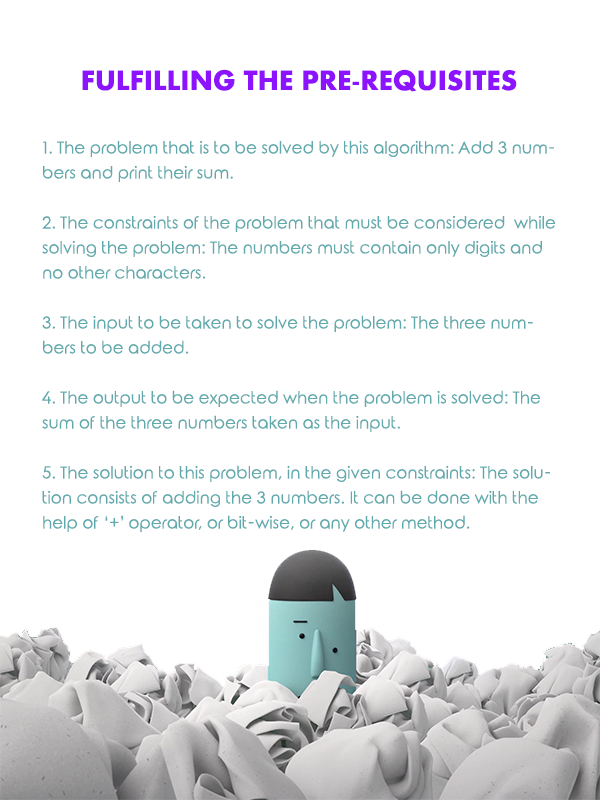 FULFILLING THE PRE-REQUISITES
1. The problem that is to be solved by this algorithm: Add 3 num-
bers and print their sum.
2. The constraints of the problem that must be considered  while
solving the problem: The numbers must contain only digits and
no other characters.
3. The input to be taken to solve the problem: The three num-
bers to be added.
4. The output to be expected when the problem is solved: The
sum of the three numbers taken as the input.
5. The solution to this problem, in the given constraints: The solu-
tion consists of adding the 3 numbers. It can be done with the
help of ‘+’ operator, or bit-wise, or any other method.